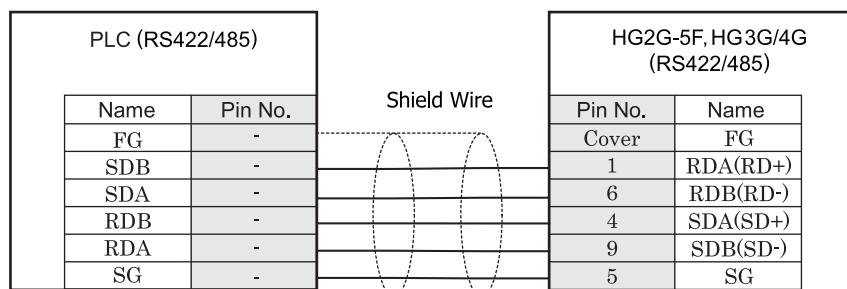 PLC (RS422/485)
HG2G-5F, HG3G/4G
(RS422/485)
Shield Wire
Name Pin No. Pin No. Name
FG - Cover FG
SDB - 1 RDA(RD+)
SDA - 6 RDB(RD-)
RDB - 4 SDA(SD+)
RDA - 9 SDB(SD-)
SG - 5 SG